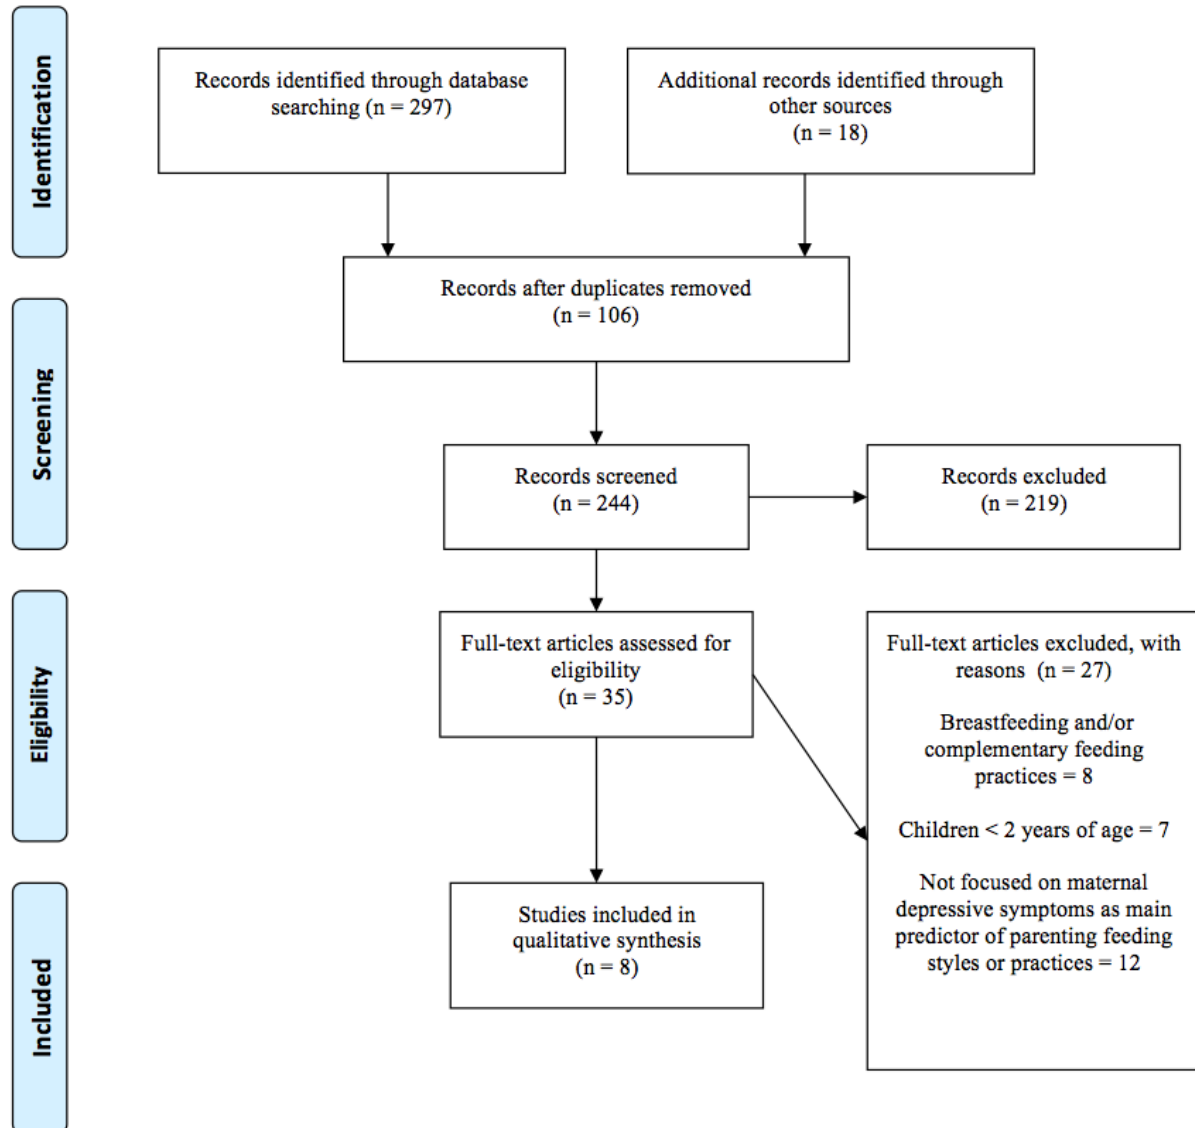 Identification
Records identified through database
searching (n = 297)
Additional records identified through
other sources
(n = 18)
Records after duplicates removed
(n = 106)
Screening
Records screened
(n = 244)
Records excluded
(n = 219)
Eligibility
Full-text articles assessed for
eligibility
(n = 35)
Full-text articles excluded, with
reasons (n = 27)
Breastfeeding and/or
complementary feeding
practices = 8
Children < 2 years of age = 7
Not focused on maternal
depressive symptoms as main
predictor of parenting feeding
styles or practices = 12
Included
Studies included in
qualitative synthesis
(n = 8)